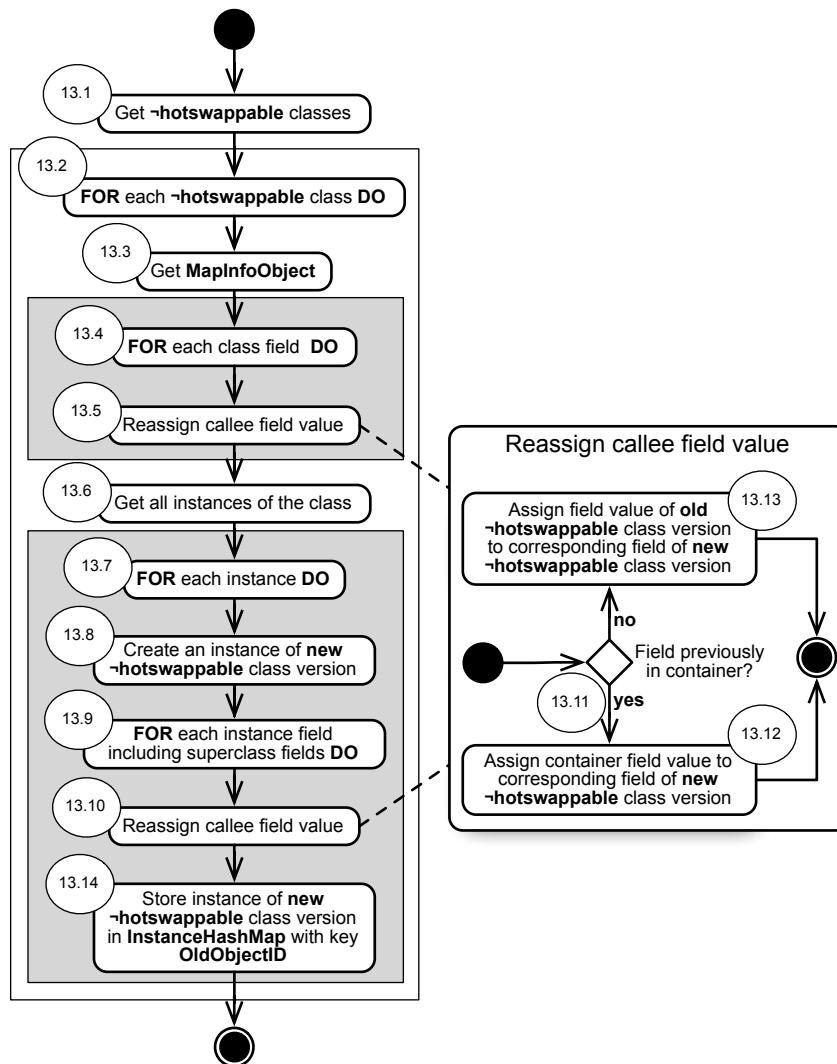 13.1
Get ¬hotswappable classes
13.2
FOR each ¬hotswappable class DO
13.3
Get MapInfoObject
13.4
FOR each class field DO
13.5
Reassign callee field value
13.6
Get all instances of the class
13.7
FOR each instance DO
13.8
Create an instance of new
¬hotswappable class version
13.9
FOR each instance field
including superclass fields DO
13.10
Reassign callee field value
13.14
Store instance of new
¬hotswappable class version
in InstanceHashMap with key
OldObjectID
Reassign callee field value
13.13
Assign field value of old
¬hotswappable class version
to corresponding field of new
¬hotswappable class version
no
Field previously
in container?
13.11
yes
13.12
Assign container field value to
corresponding field of new
¬hotswappable class version